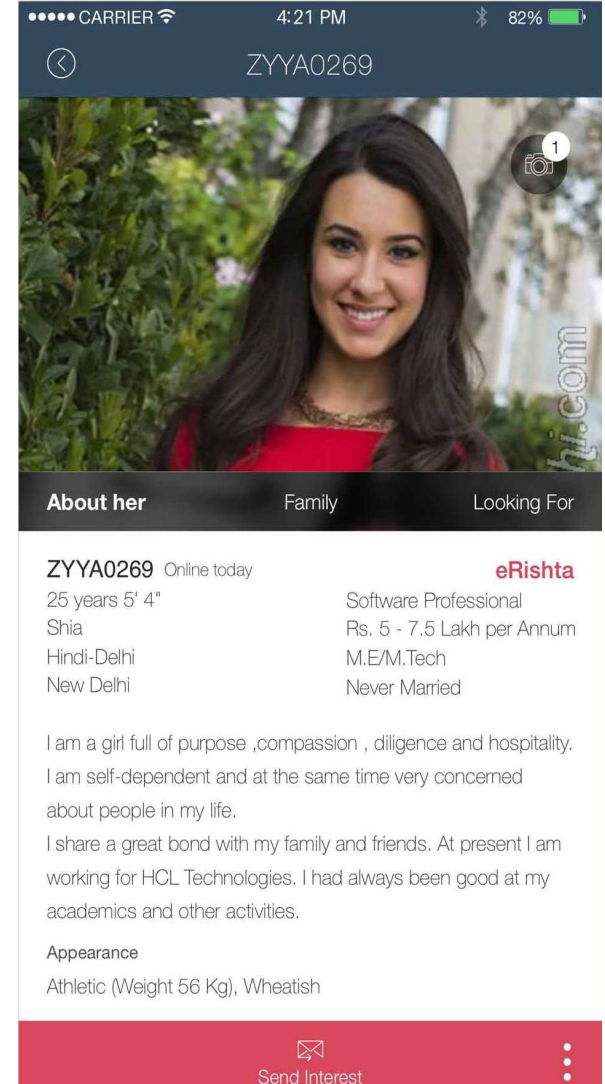 CARRIER 4:21 PM 82%
ZYYA0269
1
hi.com
About her Family Looking For
ZYYA0269 Online today eRishta
25 years 5' 4" Software Professional
Shia Rs. 5 - 7.5 Lakh per Annum
Hindi-Delhi M.E/M.Tech
New Delhi Never Married
I am a girl full of purpose ,compassion , diligence and hospitality.
I am self-dependent and at the same time very concerned
about people in my life.
I share a great bond with my family and friends. At present I am
working for HCL Technologies. I had always been good at my
academics and other activities.
Appearance
Athletic (Weight 56 Kg), Wheatish
Send Interest